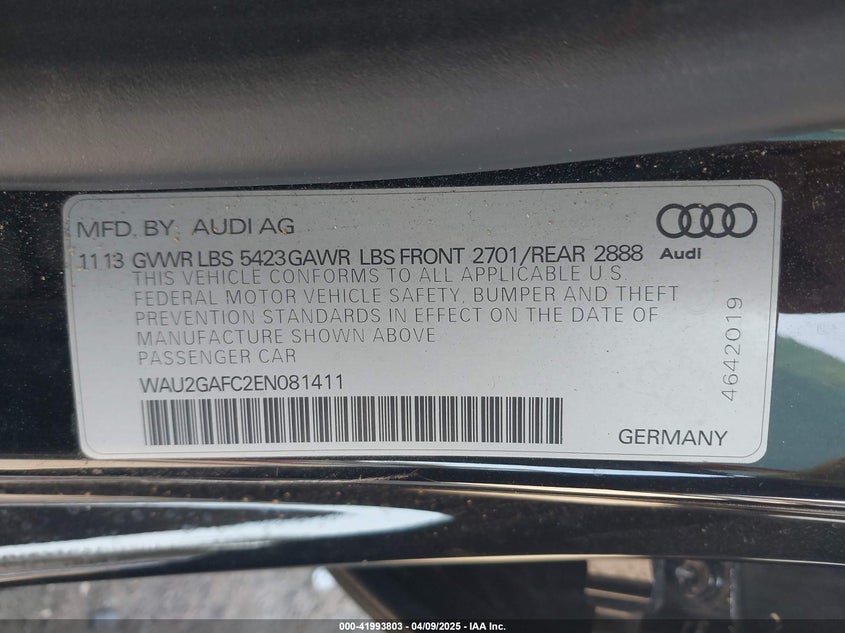 MFD. BY: AUDI AG
11 13 GVWR LBS 5423 GAWR LBS FRONT 2701/REAR 2888
Audi
THIS VEHICLE CONFORMS TO ALL APPLICABLE U S
FEDERAL MOTOR VEHICLE SAFETY, BUMPER AND THEFT
PREVENTION STANDARDS IN EFFECT ON THE DATE OF
MANUFACTURE SHOWN ABOVE
PASSENGER CAR
WAU2GAFC2EN081411
4642019
GERMANY
000-41993803 - 04/09/2025 - IAA Inc.